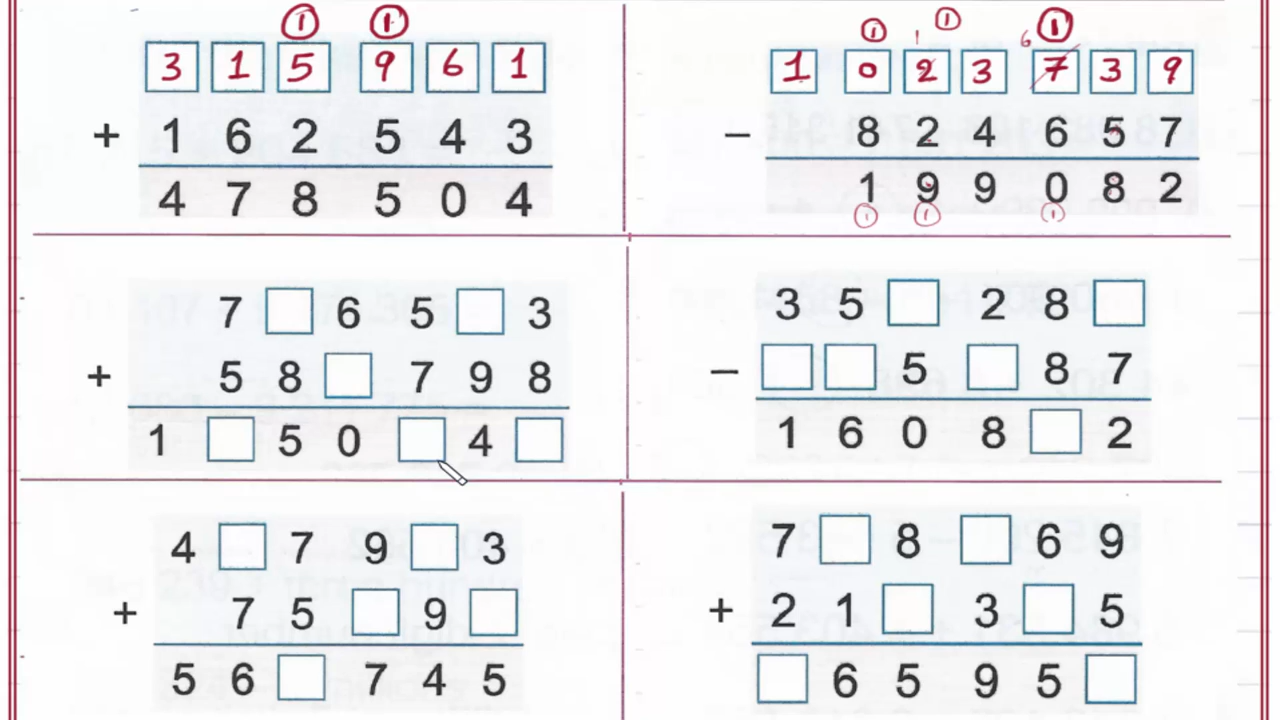 ① ①
3 1 5 9 6 1
+ 1 6 2 5 4 3
4 7 8 5 0 4
① 1 ① 6 ①
1 0 2 3 7 3 9
− 8 2 4 6 5 7
1 9 9 0 8 2
① ① ①
7 □ 6 5 □ 3
+ 5 8 □ 7 9 8
1 □ 5 0 □ 4 □
3 5 □ 2 8 □
− □ □ 5 □ 8 7
1 6 0 8 □ 2
4 □ 7 9 □ 3
+ 7 5 □ 9 □
5 6 □ 7 4 5
7 □ 8 □ 6 9
+ 2 1 □ 3 □ 5
□ 6 5 9 5 □